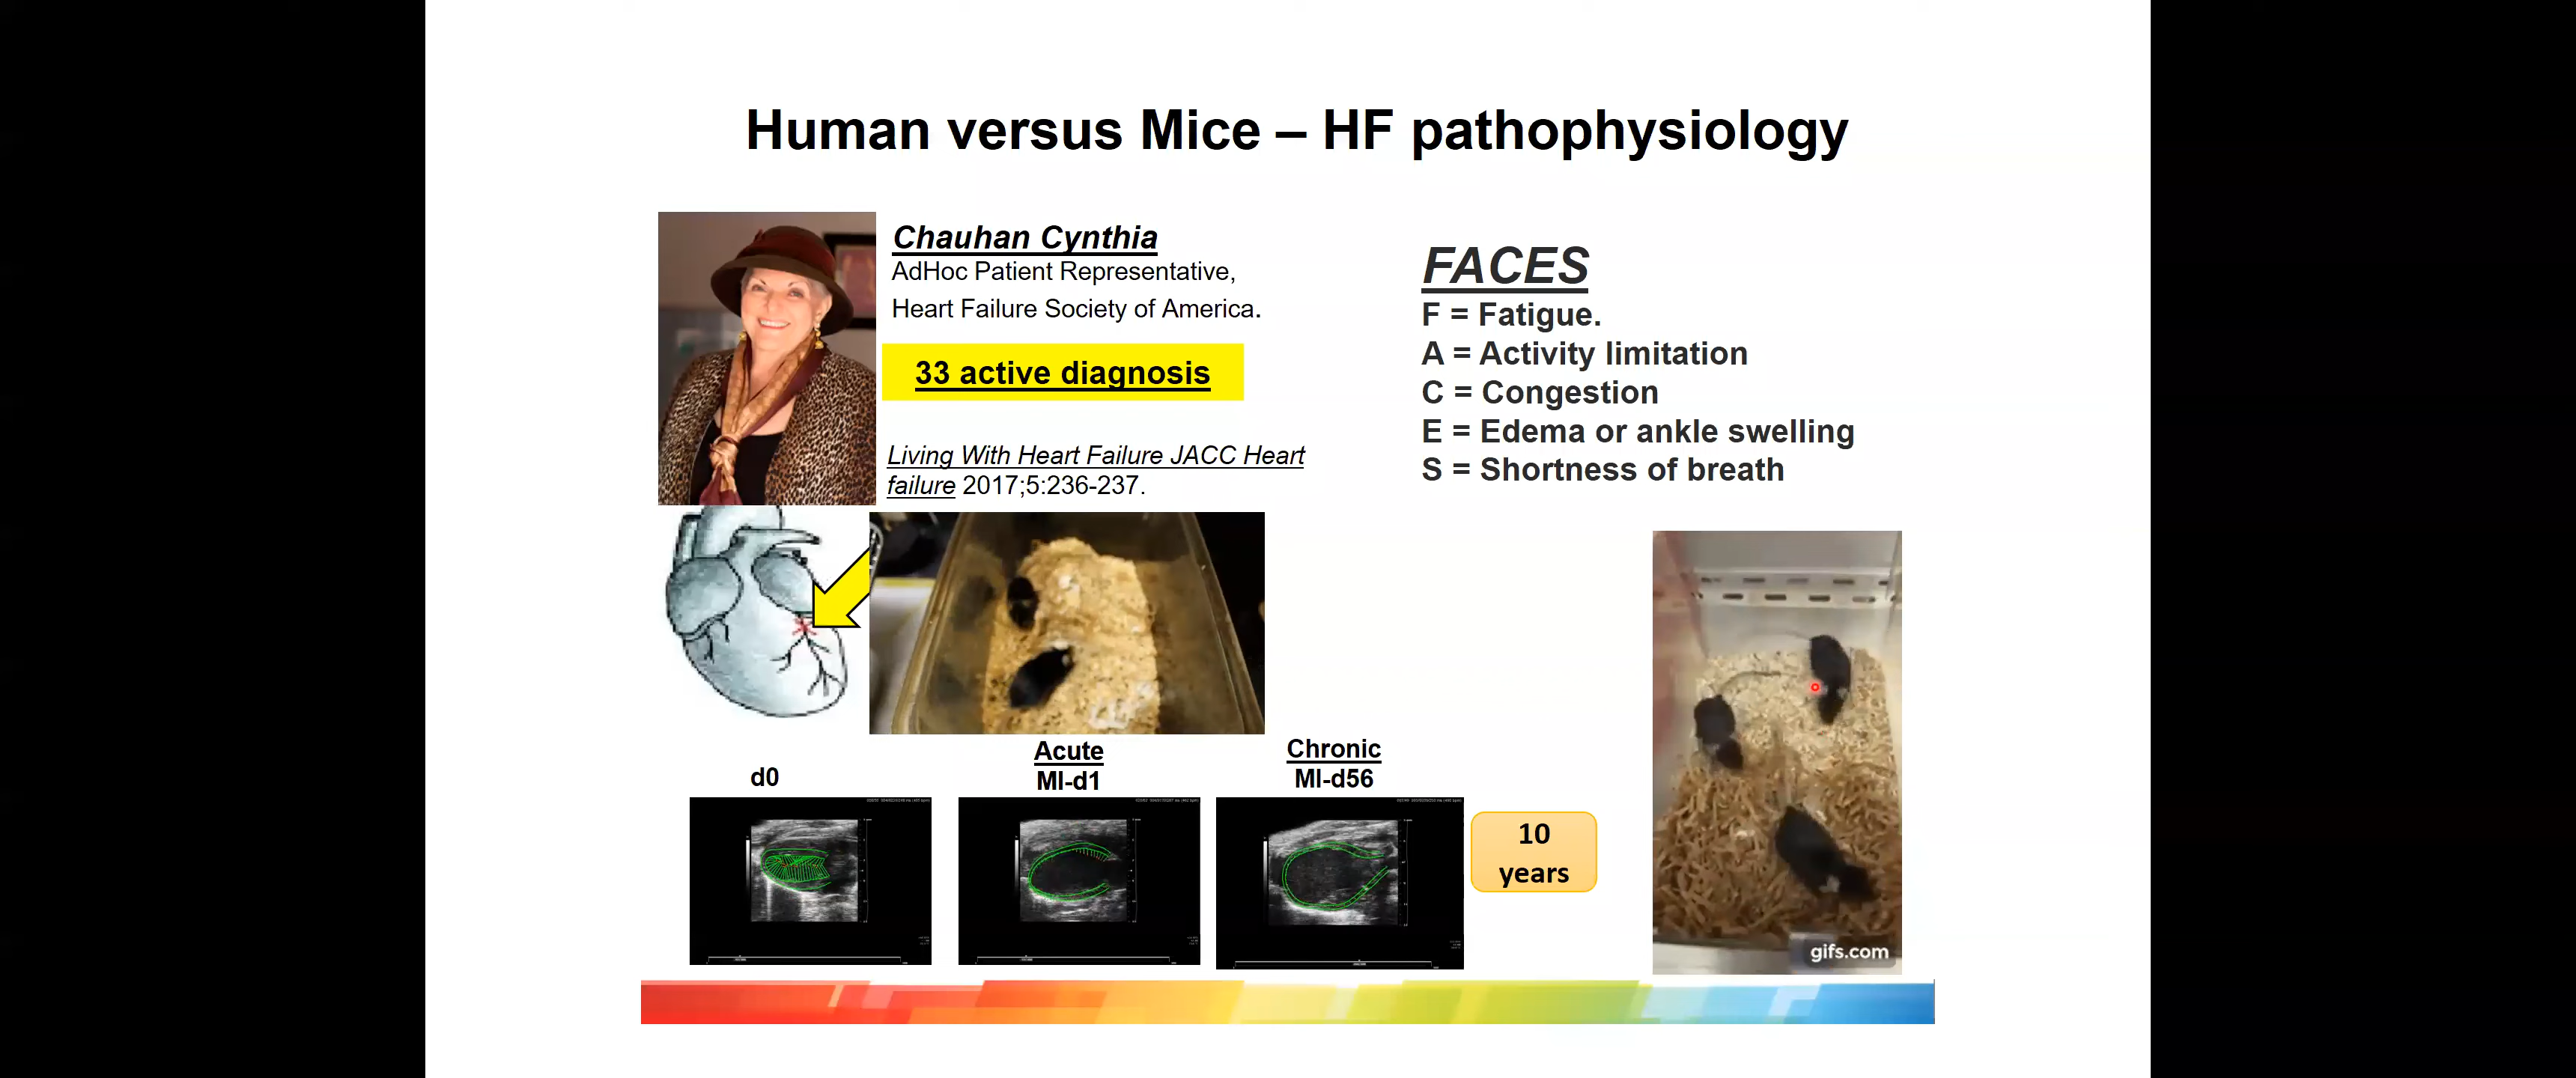 Human versus Mice – HF pathophysiology
Chauhan Cynthia
AdHoc Patient Representative,
Heart Failure Society of America.
33 active diagnosis
Living With Heart Failure JACC Heart
failure 2017;5:236-237.
FACES
F = Fatigue.
A = Activity limitation
C = Congestion
E = Edema or ankle swelling
S = Shortness of breath
d0
Acute
MI-d1
Chronic
MI-d56
10
years
gifs.com